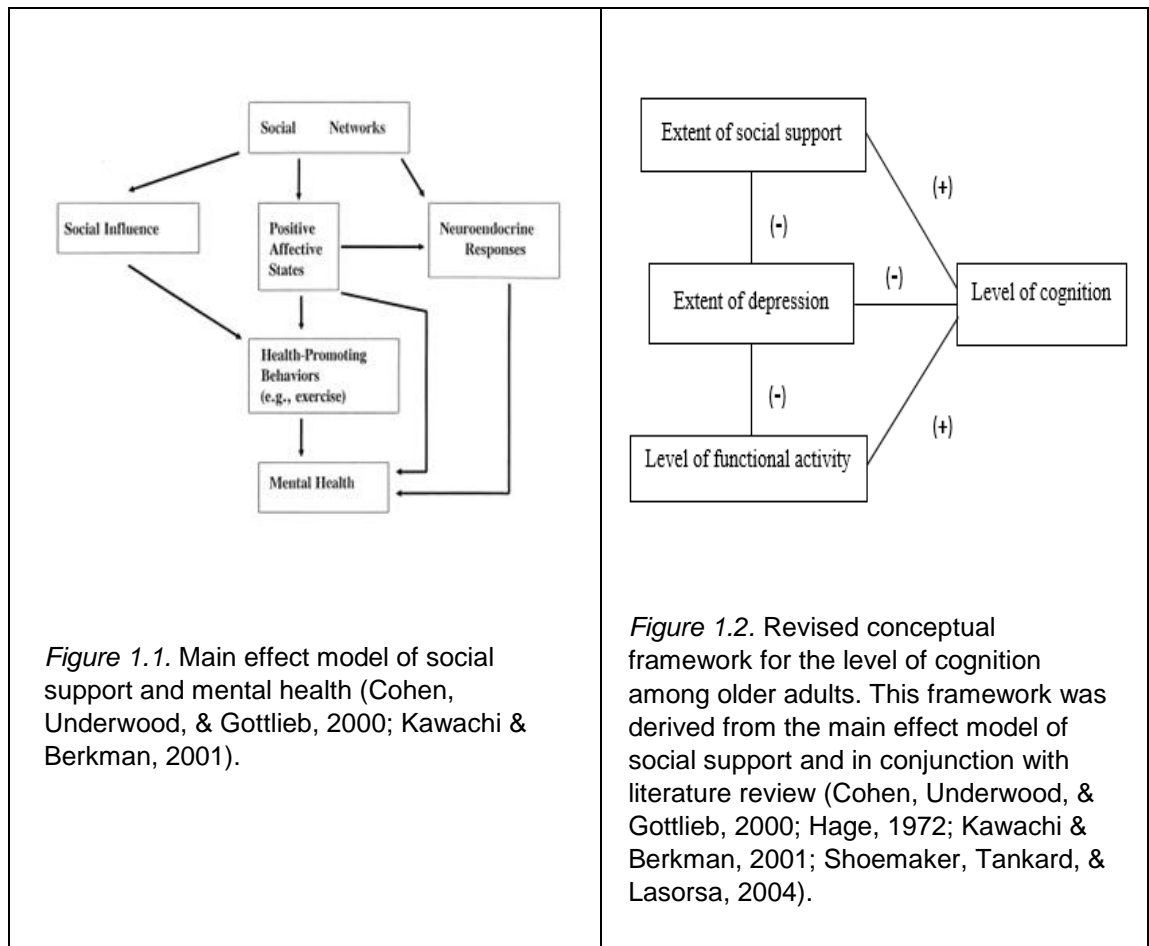 Social Networks
Social Influence
Positive
Affective
States
Neuroendocrine
Responses
Health-Promoting
Behaviors
(e.g., exercise)
Mental Health
Figure 1.1. Main effect model of social
support and mental health (Cohen,
Underwood, & Gottlieb, 2000; Kawachi &
Berkman, 2001).
Extent of social support
(+)
(-)
(-)
Extent of depression
Level of cognition
(-)
(+)
Level of functional activity
Figure 1.2. Revised conceptual
framework for the level of cognition
among older adults. This framework was
derived from the main effect model of
social support and in conjunction with
literature review (Cohen, Underwood, &
Gottlieb, 2000; Hage, 1972; Kawachi &
Berkman, 2001; Shoemaker, Tankard, &
Lasorsa, 2004).